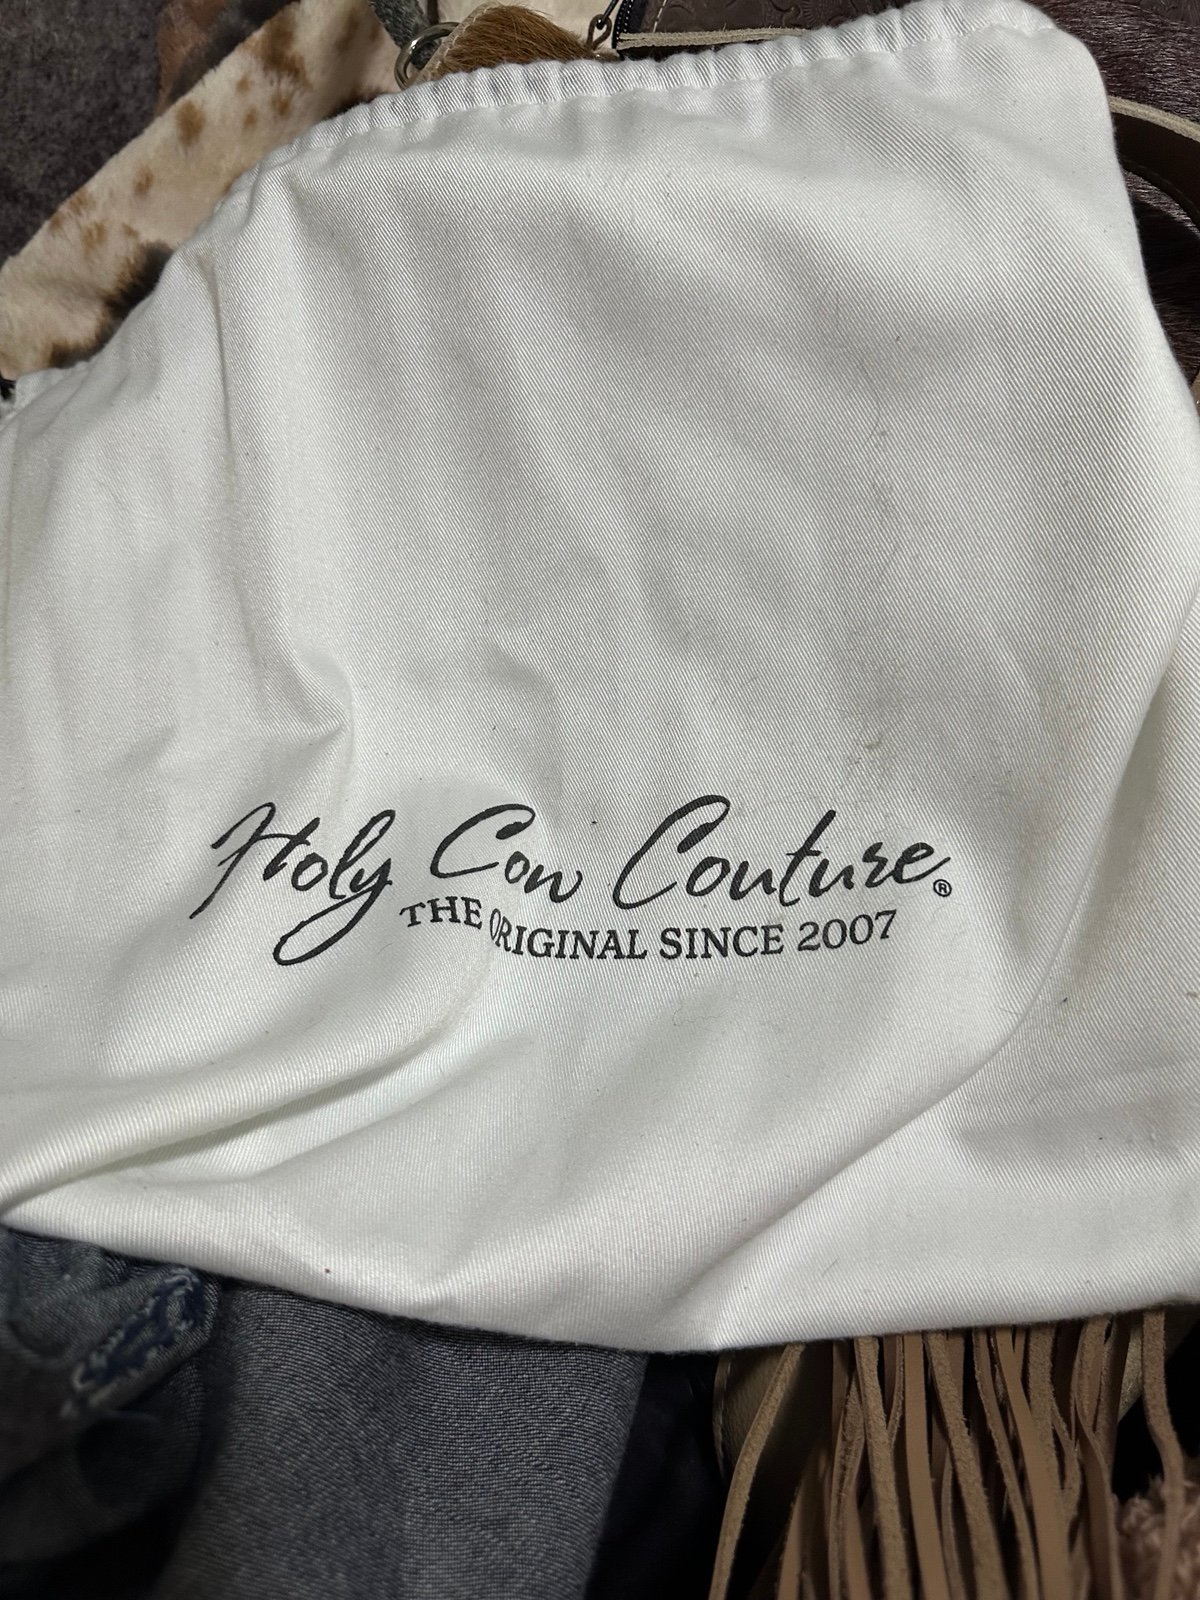 Holy Cow Couture®
THE ORIGINAL SINCE 2007